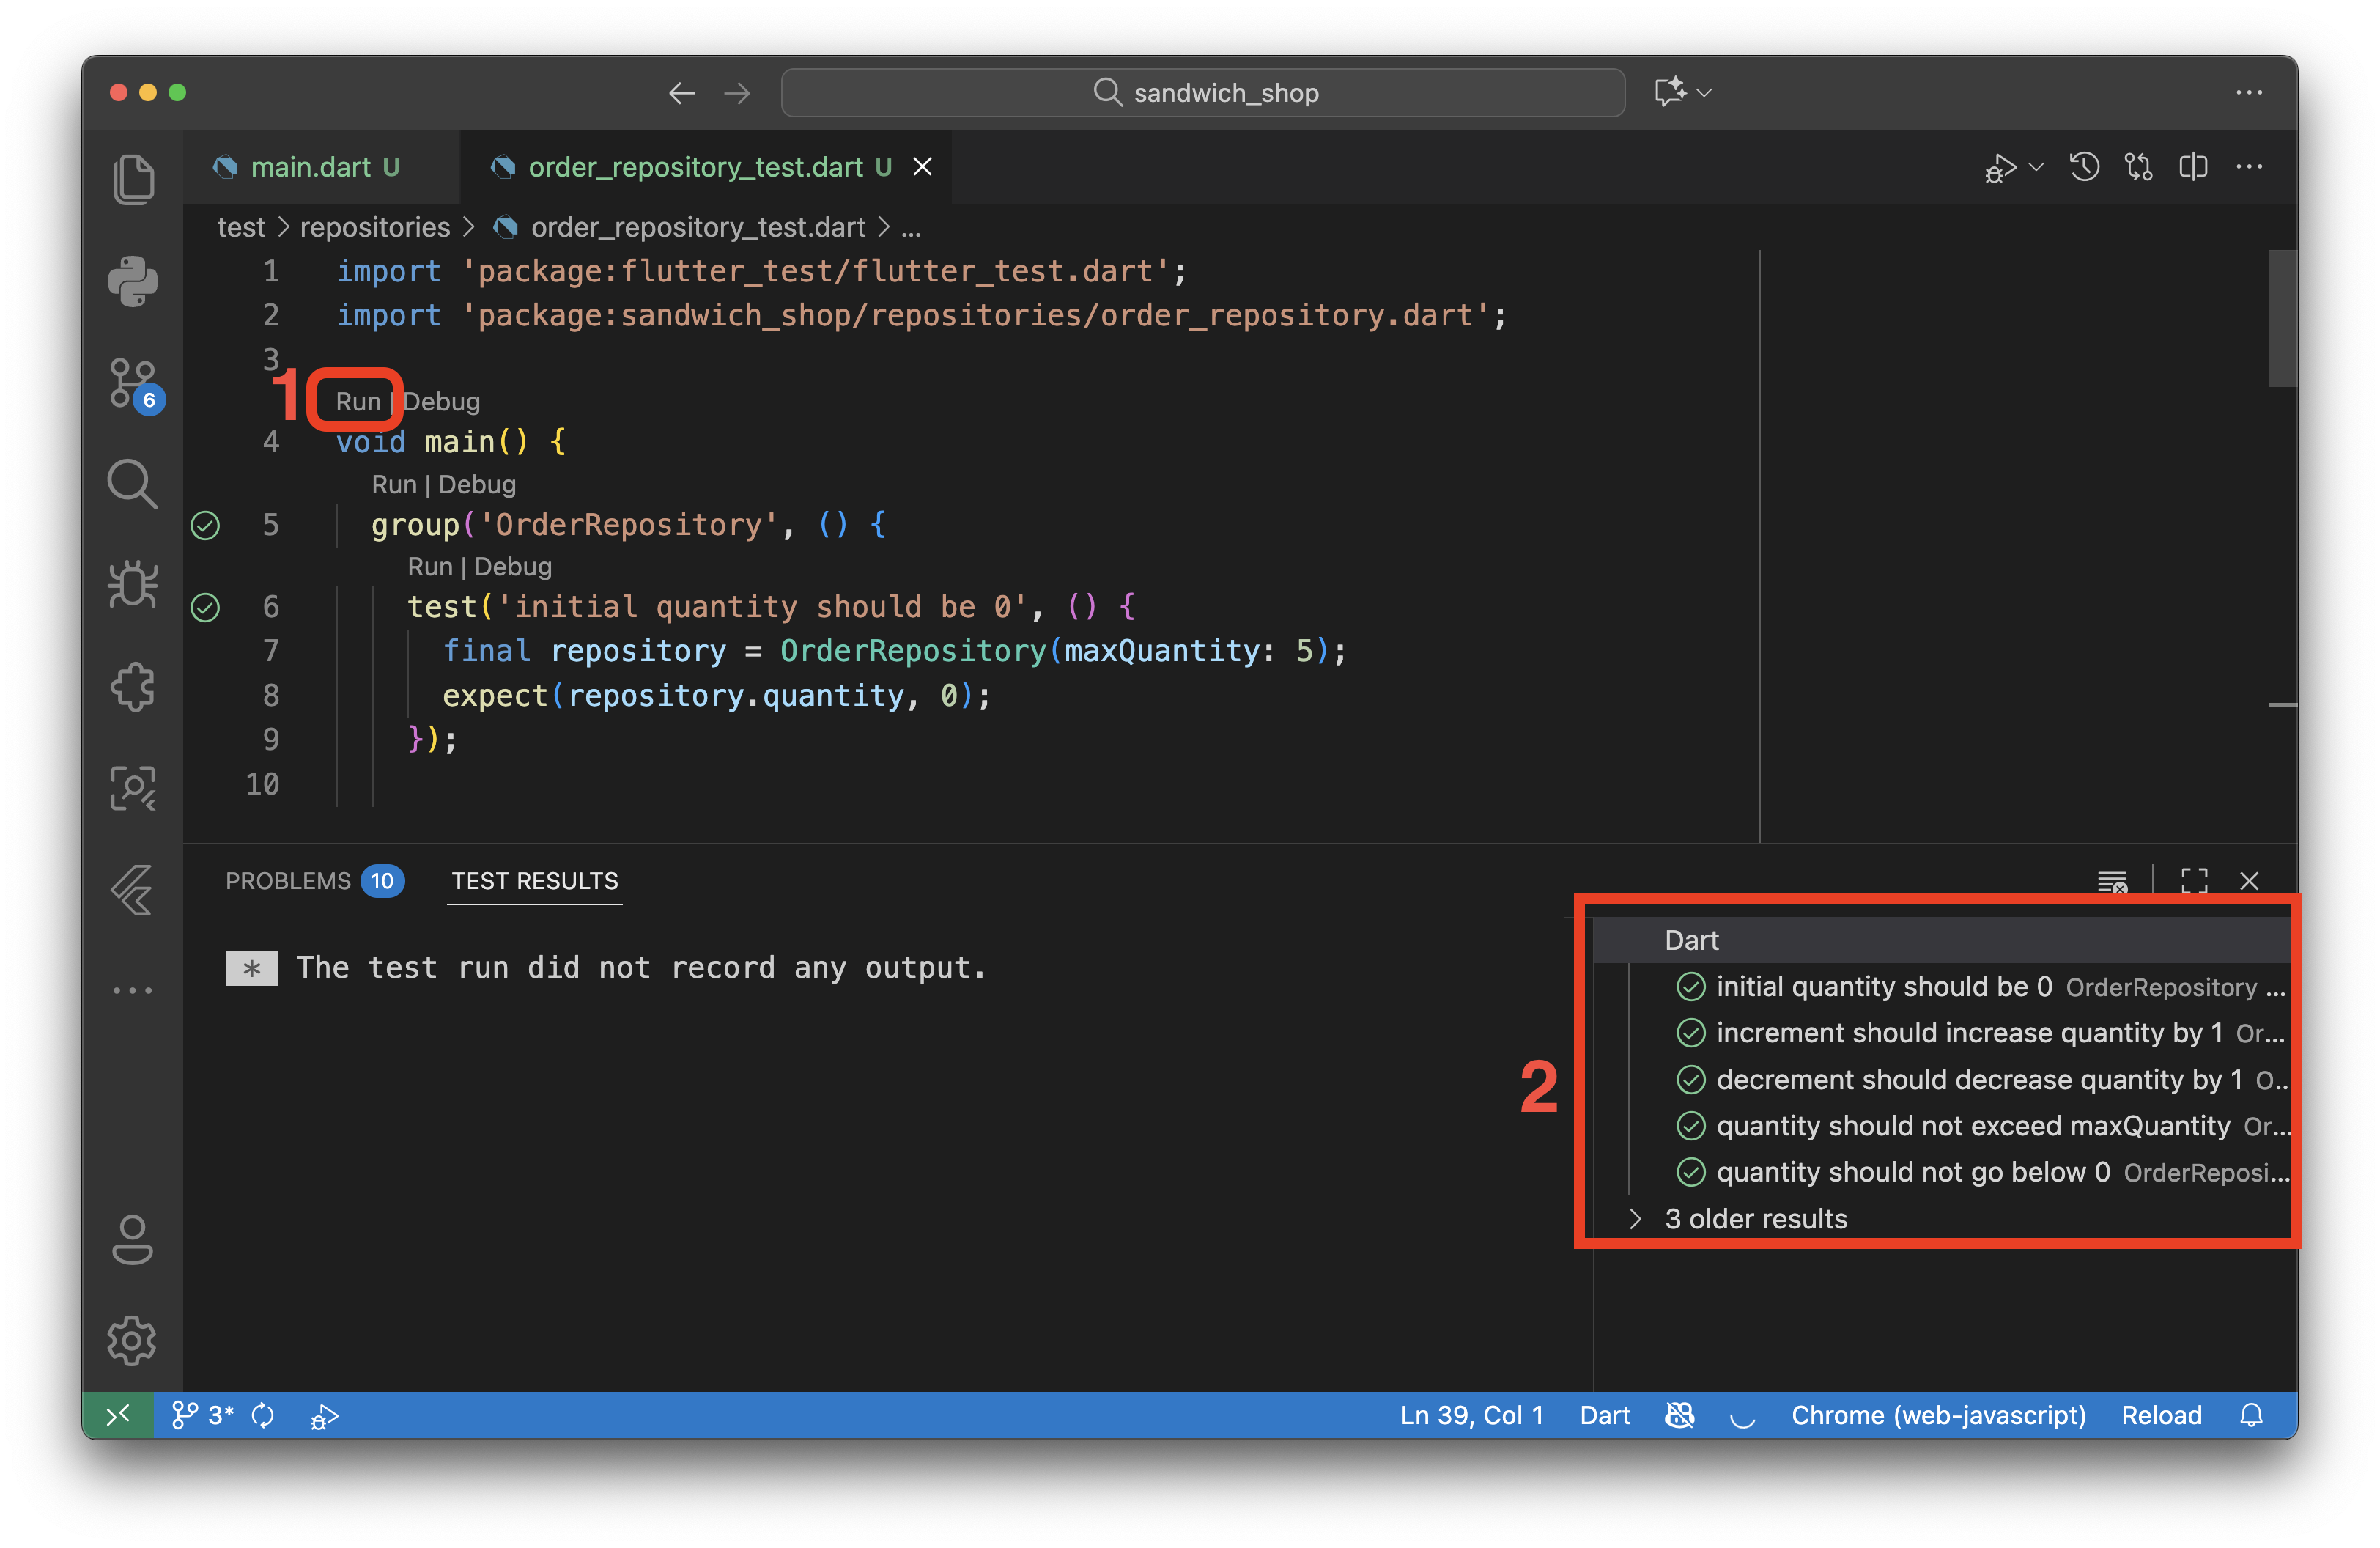 sandwich_shop
main.dart U
order_repository_test.dart U
test > repositories > order_repository_test.dart > ...
1 import 'package:flutter_test/flutter_test.dart';
2 import 'package:sandwich_shop/repositories/order_repository.dart';
3
1
Run | Debug
4 void main() {
Run | Debug
5 group('OrderRepository', () {
Run | Debug
6 test('initial quantity should be 0', () {
7 final repository = OrderRepository(maxQuantity: 5);
8 expect(repository.quantity, 0);
9 });
10
6
PROBLEMS 10 TEST RESULTS
* The test run did not record any output.
2
Dart
initial quantity should be 0 OrderRepository ...
increment should increase quantity by 1 Or...
decrement should decrease quantity by 1 O...
quantity should not exceed maxQuantity Or...
quantity should not go below 0 OrderReposi...
3 older results
3* Ln 39, Col 1 Dart Chrome (web-javascript) Reload